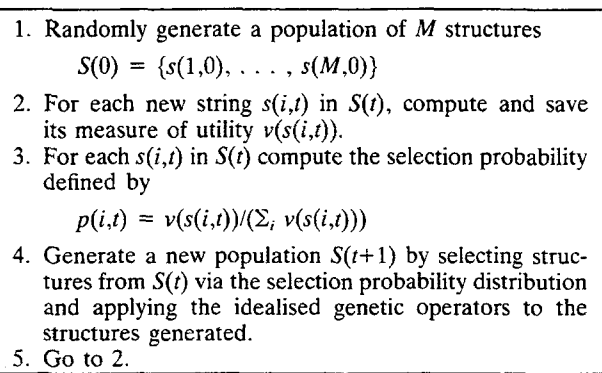 1. Randomly generate a population of M structures
S(0) = {s(1,0), . . . , s(M,0)}
2. For each new string s(i,t) in S(t), compute and save
its measure of utility v(s(i,t)).
3. For each s(i,t) in S(t) compute the selection probability
defined by
p(i,t) = v(s(i,t))/(Σᵢ v(s(i,t)))
4. Generate a new population S(t+1) by selecting struc-
tures from S(t) via the selection probability distribution
and applying the idealised genetic operators to the
structures generated.
5. Go to 2.